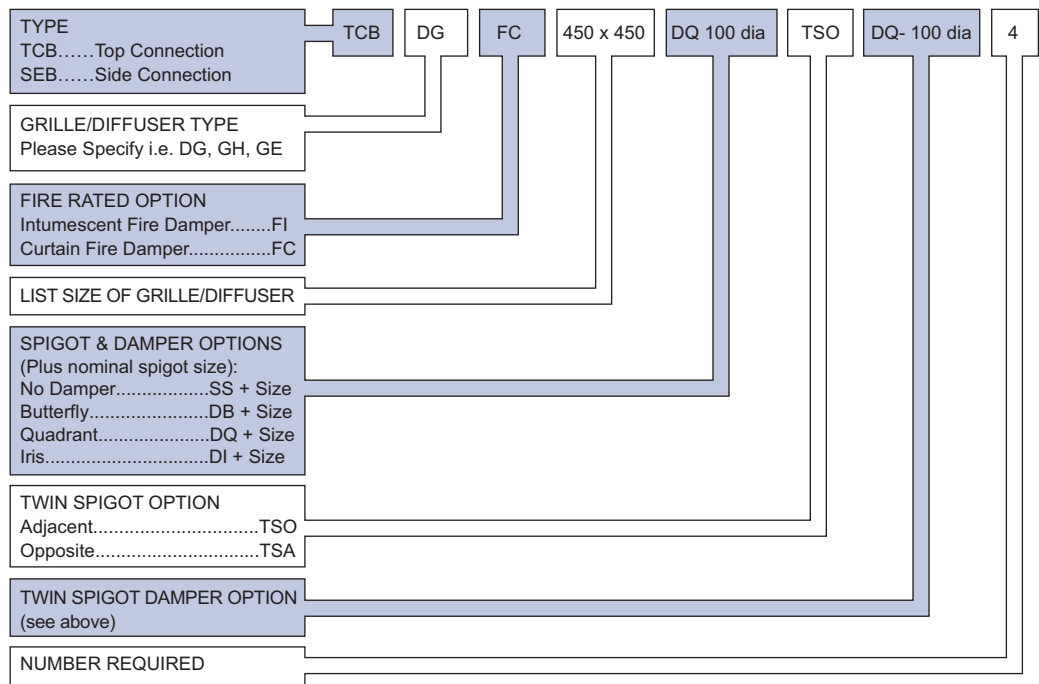 TYPE
TCB......Top Connection
SEB......Side Connection
TCB
DG
FC
450 x 450
DQ 100 dia
TSO
DQ- 100 dia
4
GRILLE/DIFFUSER TYPE
Please Specify i.e. DG, GH, GE
FIRE RATED OPTION
Intumescent Fire Damper........FI
Curtain Fire Damper................FC
LIST SIZE OF GRILLE/DIFFUSER
SPIGOT & DAMPER OPTIONS
(Plus nominal spigot size):
No Damper..................SS + Size
Butterfly.......................DB + Size
Quadrant......................DQ + Size
Iris................................DI + Size
TWIN SPIGOT OPTION
Adjacent................................TSO
Opposite................................TSA
TWIN SPIGOT DAMPER OPTION
(see above)
NUMBER REQUIRED